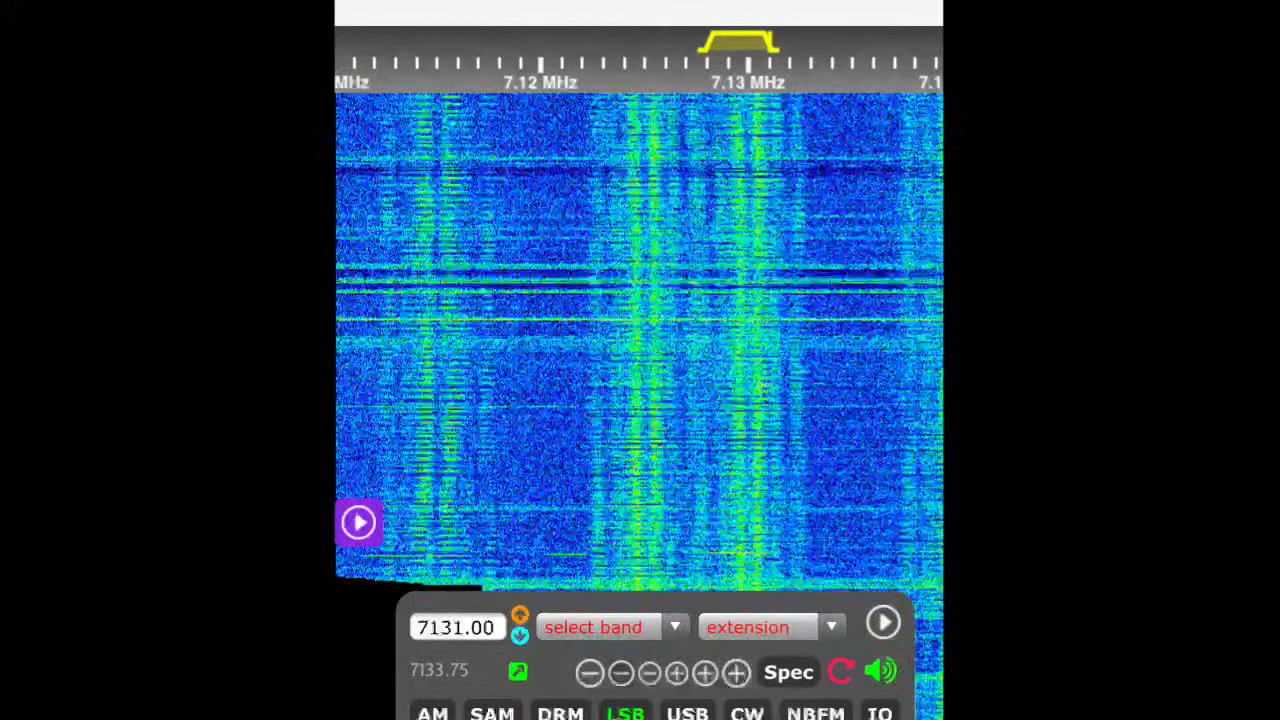 MHz 7.12 MHz 7.13 MHz 7.1
7131.00 select band extension
7133.75 Spec
AM SAM DRM LSB USB CW NBFM IQ